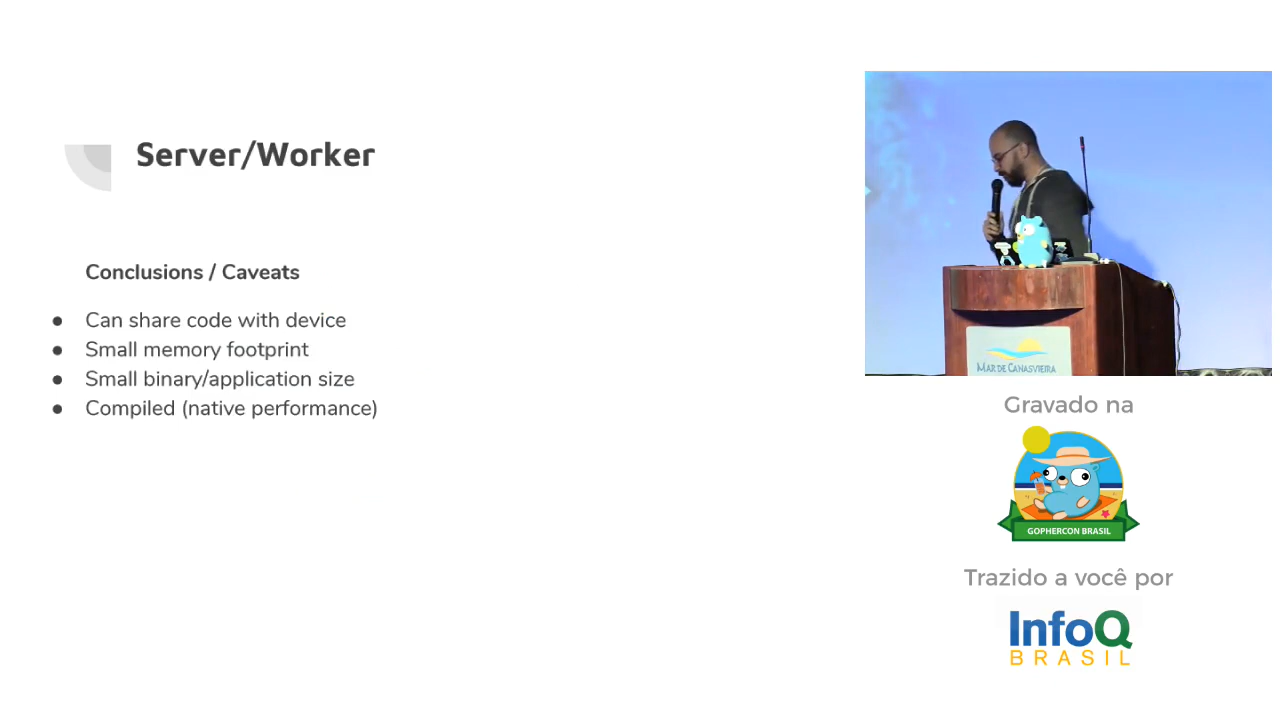 Server/Worker
Conclusions / Caveats
● Can share code with device
● Small memory footprint
● Small binary/application size
● Compiled (native performance)
MAR DE CANASVIEIRA
Gravado na
GOPHERCON BRASIL
Trazido a você por
InfoQ
BRASIL